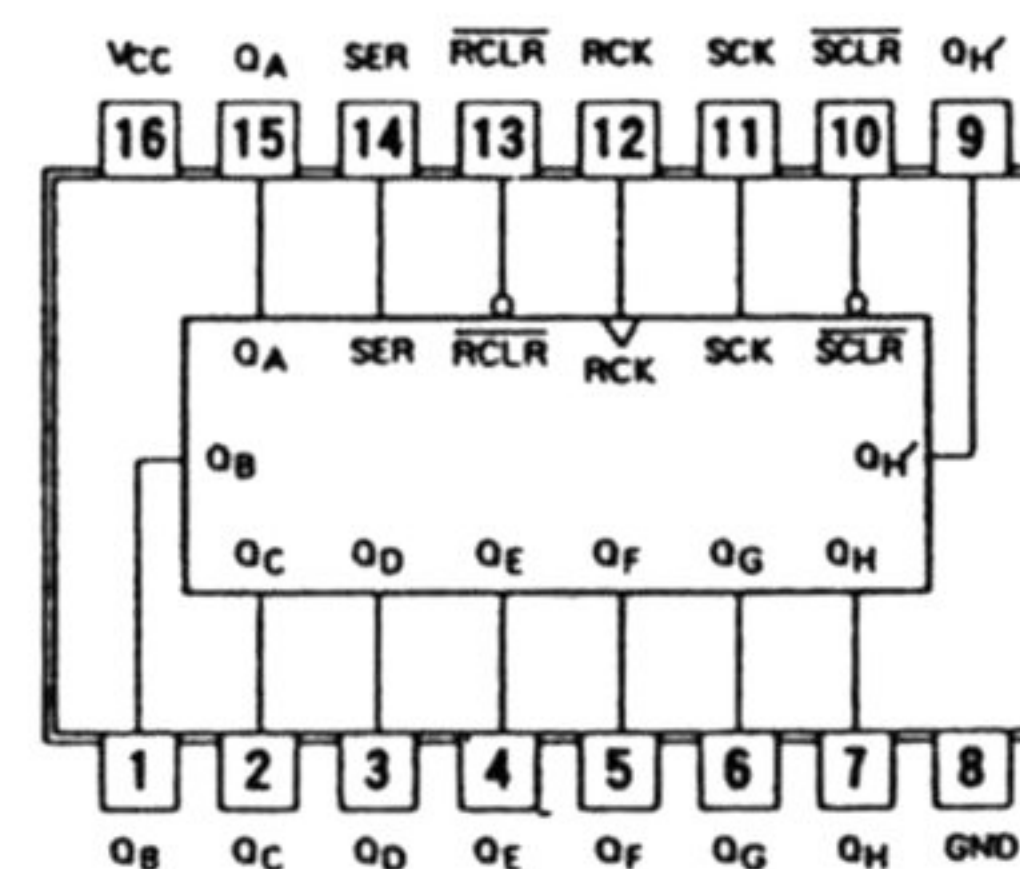 VCC QA SER RCLR RCK SCK SCLR QH'
16 15 14 13 12 11 10 9
QA SER RCLR RCK SCK SCLR
QB QH'
QC QD QE QF QG QH
1 2 3 4 5 6 7 8
QB QC QD QE QF QG QH GND